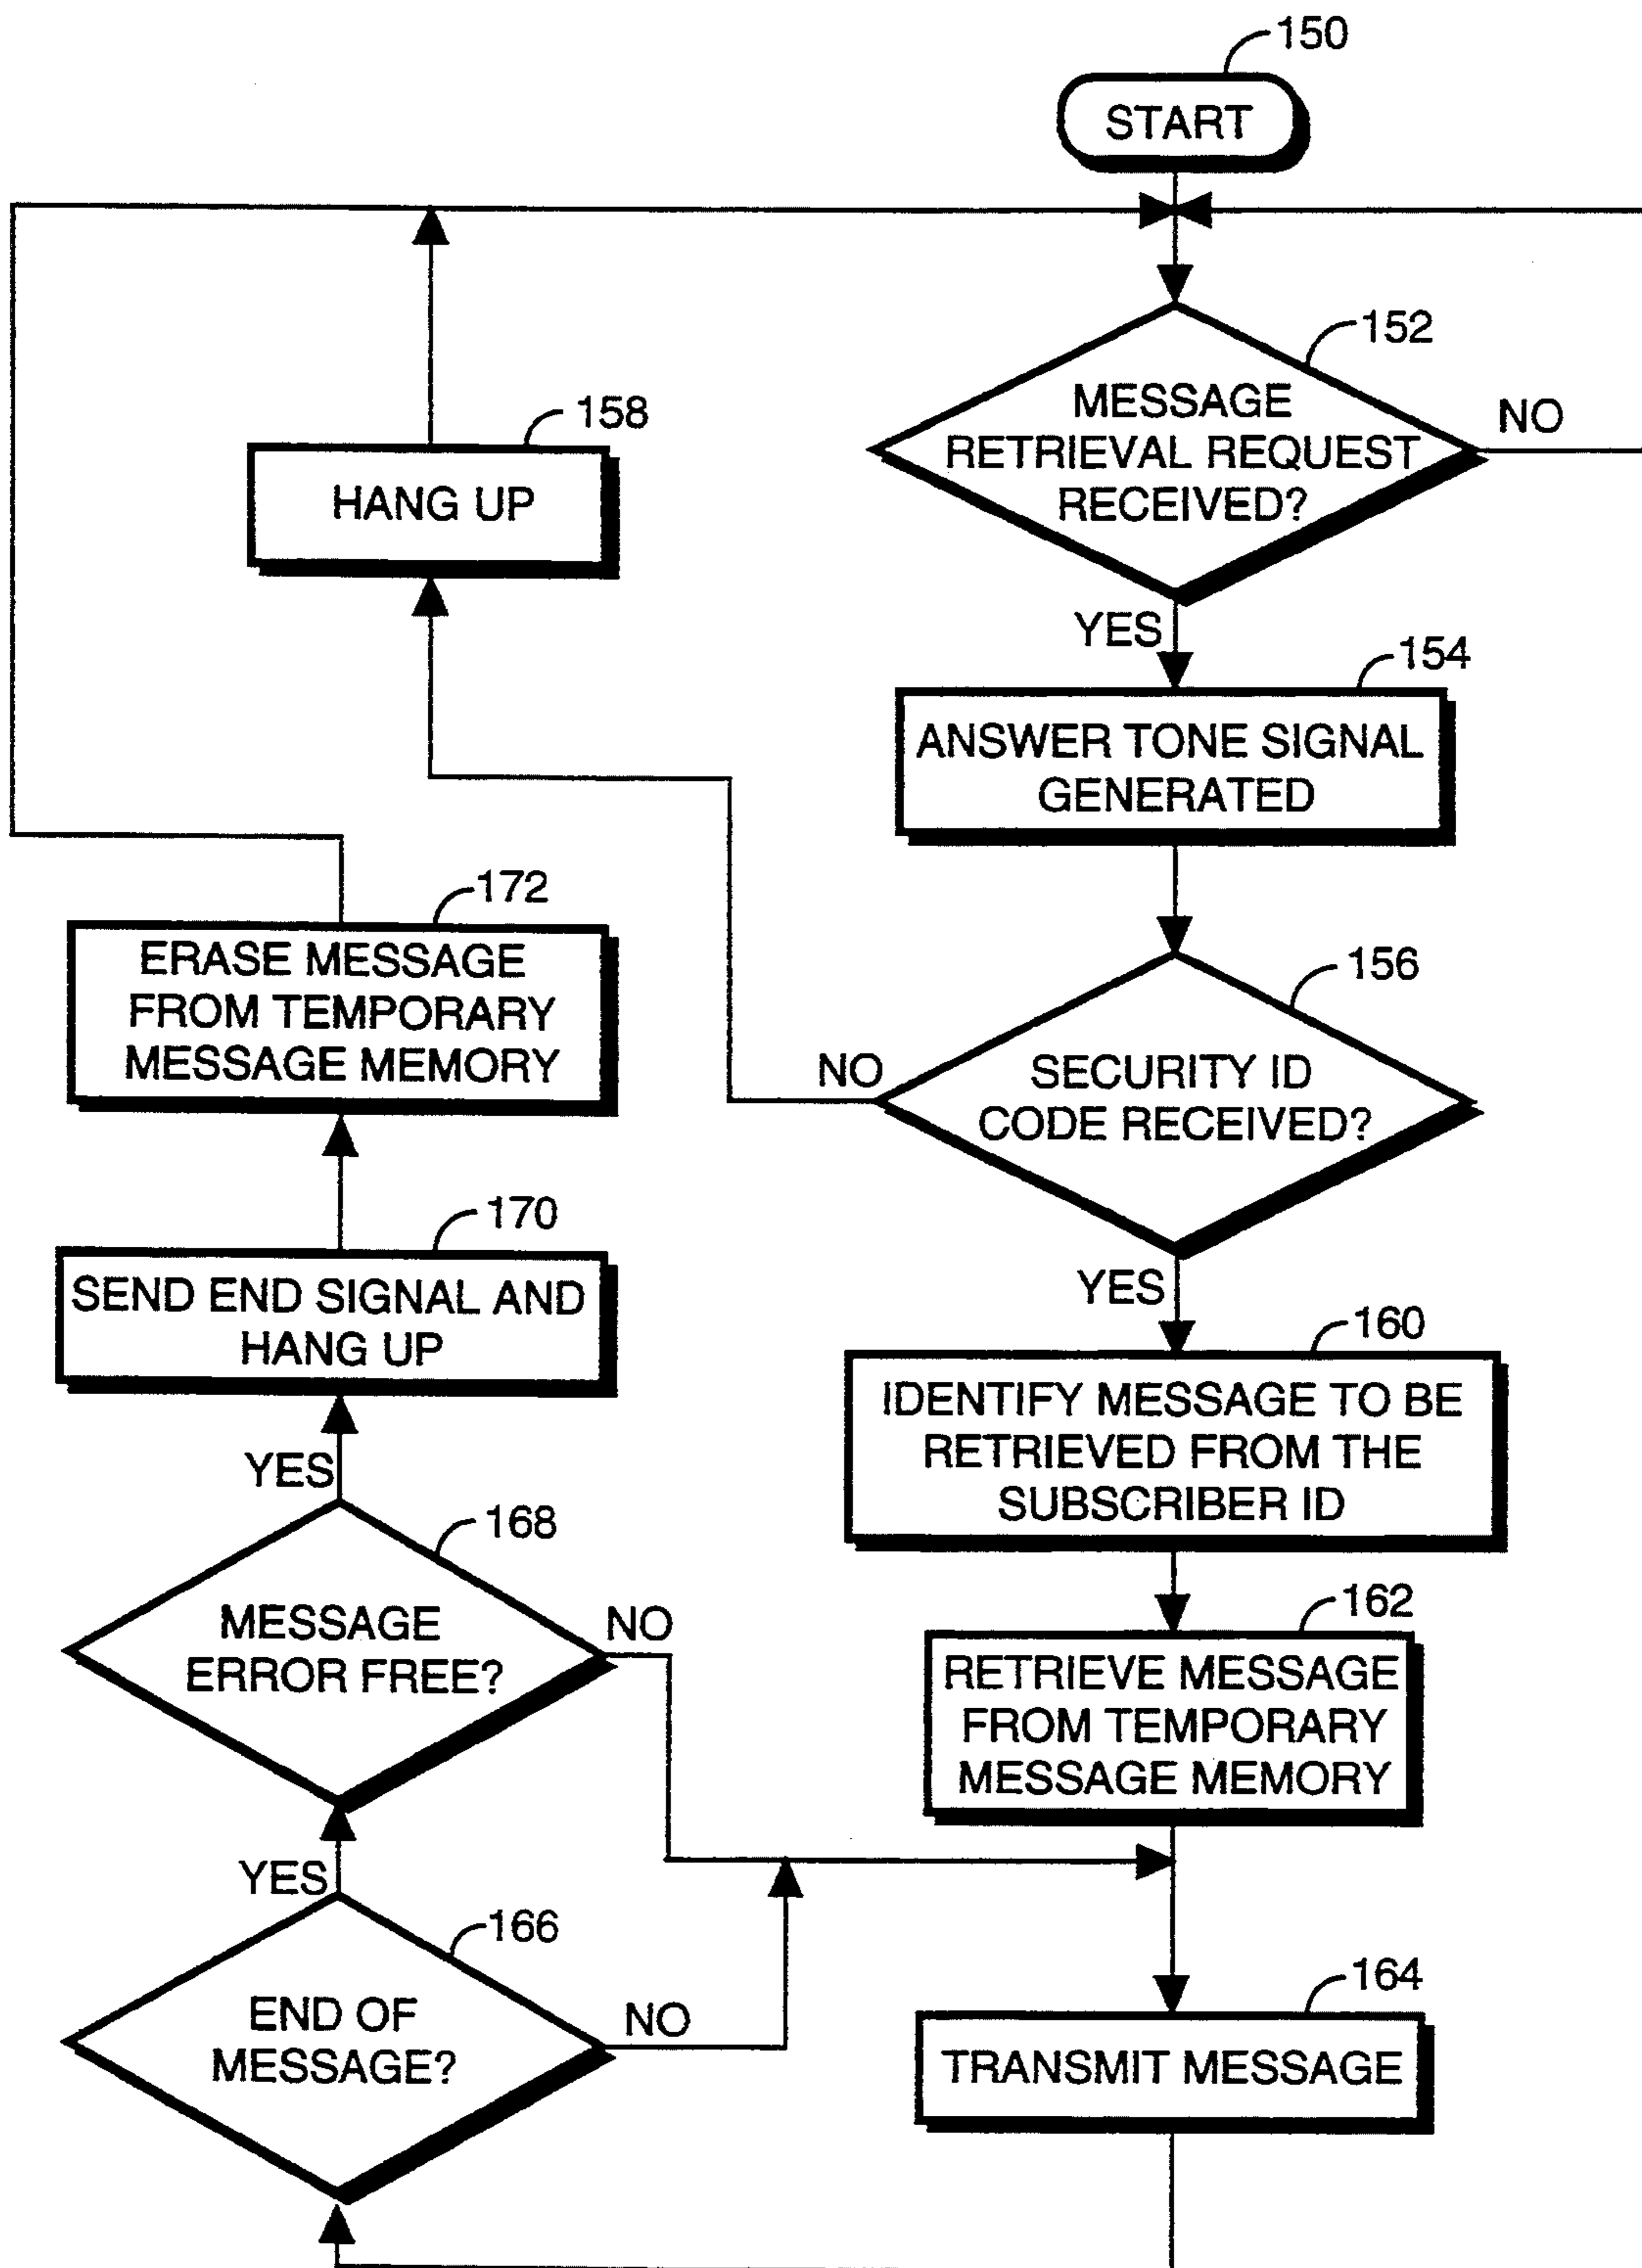 150
START
152
MESSAGE
RETRIEVAL REQUEST
RECEIVED?
NO
YES
158
HANG UP
154
ANSWER TONE SIGNAL
GENERATED
156
SECURITY ID
CODE RECEIVED?
NO
YES
160
IDENTIFY MESSAGE TO BE
RETRIEVED FROM THE
SUBSCRIBER ID
162
RETRIEVE MESSAGE
FROM TEMPORARY
MESSAGE MEMORY
164
TRANSMIT MESSAGE
166
END OF
MESSAGE?
NO
YES
168
MESSAGE
ERROR FREE?
NO
YES
170
SEND END SIGNAL AND
HANG UP
172
ERASE MESSAGE
FROM TEMPORARY
MESSAGE MEMORY